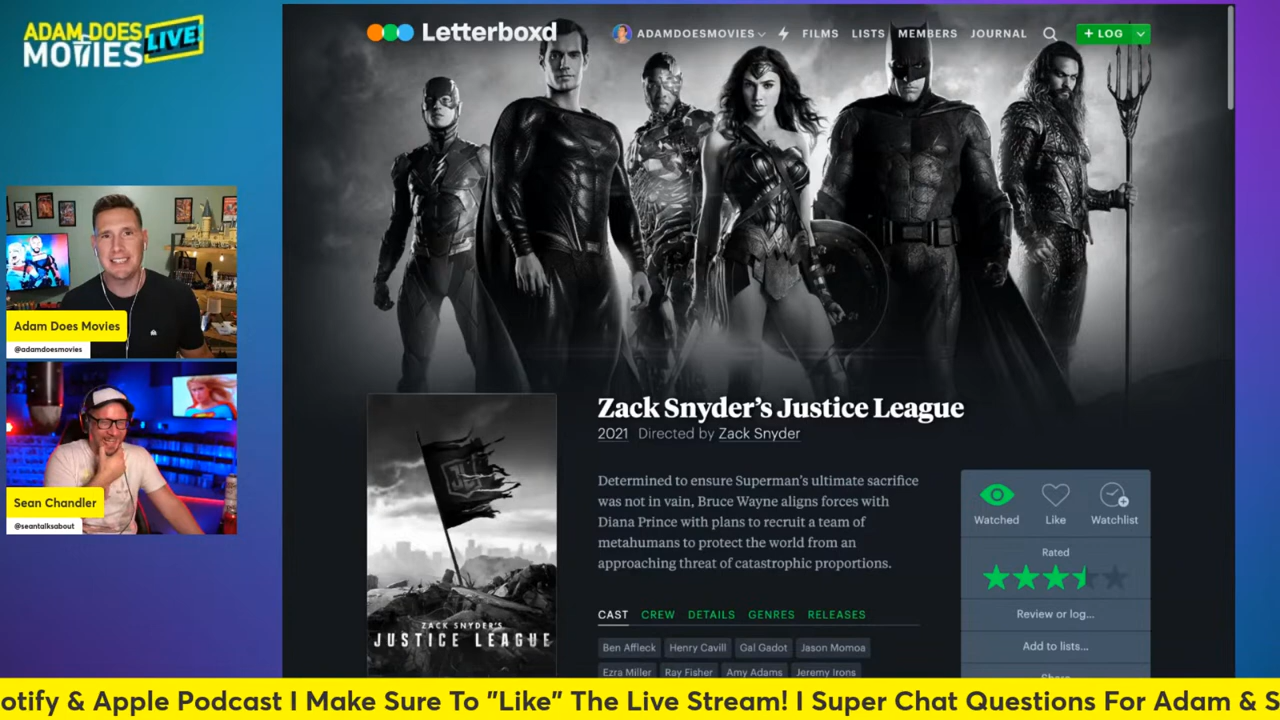 ADAM DOES
MOVIES
LIVE!
Letterboxd
ADAMDOESMOVIES
FILMS
LISTS
MEMBERS
JOURNAL
+ LOG
Adam Does Movies
@adamdoesmovies
Sean Chandler
@seantalksabout
ZACK SNYDER'S
JUSTICE LEAGUE
Zack Snyder's Justice League
2021 Directed by Zack Snyder
Determined to ensure Superman's ultimate sacrifice
was not in vain, Bruce Wayne aligns forces with
Diana Prince with plans to recruit a team of
metahumans to protect the world from an
approaching threat of catastrophic proportions.
CAST CREW DETAILS GENRES RELEASES
Ben Affleck Henry Cavill Gal Gadot Jason Momoa
Ezra Miller Ray Fisher Amy Adams Jeremy Irons
Watched Like Watchlist
Rated
Review or log...
Add to lists...
otify & Apple Podcast I Make Sure To "Like" The Live Stream! I Super Chat Questions For Adam & S